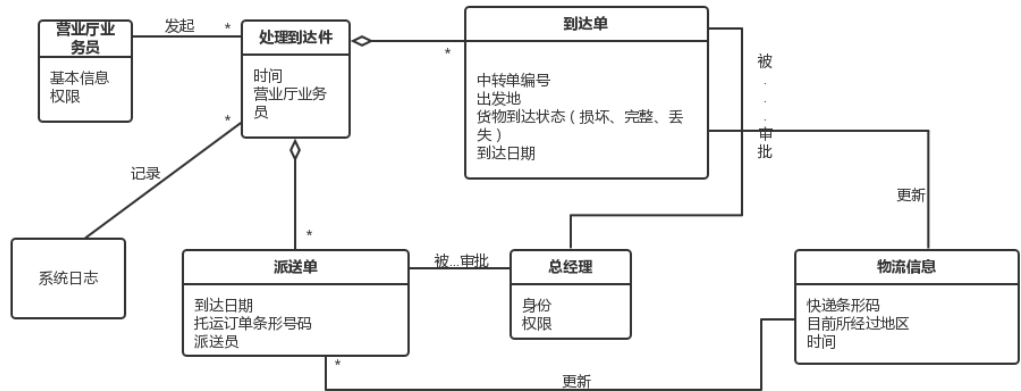 营业厅业
务员
基本信息
权限
发起
*
处理到达件
时间
营业厅业务
员
*
到达单
中转单编号
出发地
货物到达状态（损坏、完整、丢
失）
到达日期
被
.
.
.
审
批
*
记录
更新
系统日志
*
派送单
到达日期
托运订单条形号码
派送员
被...审批
总经理
身份
权限
物流信息
快递条形码
目前所经过地区
时间
*
更新